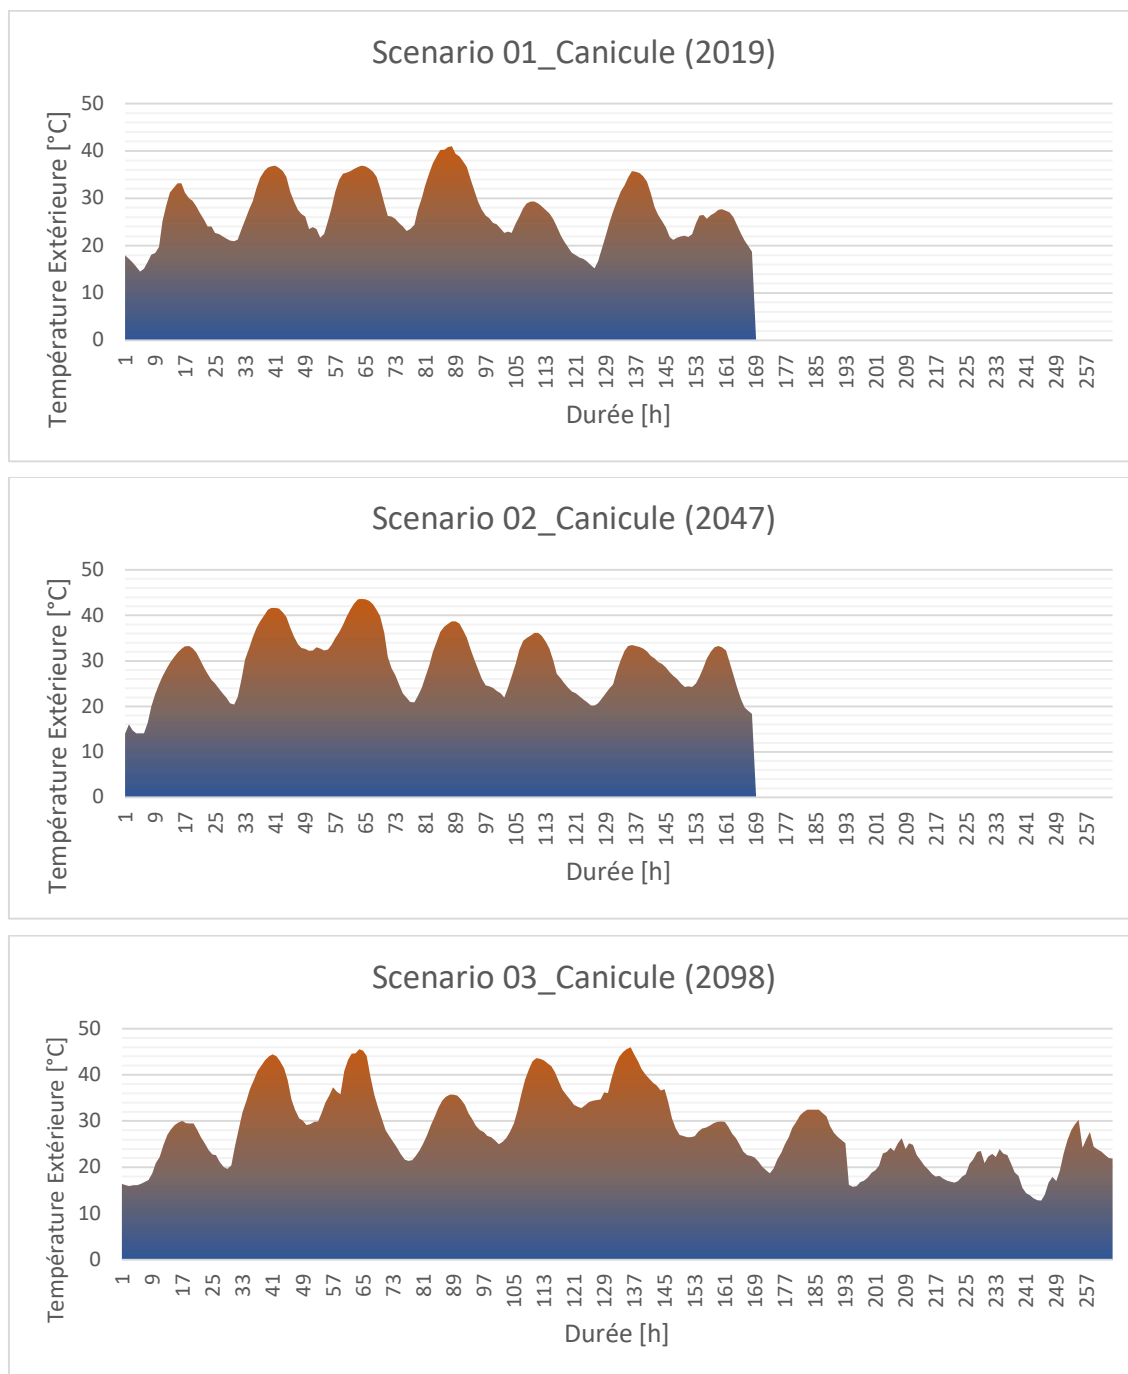 Scenario 01_Canicule (2019)
Température Extérieure [°C]
50
40
30
20
10
0
1 9 17 25 33 41 49 57 65 73 81 89 97 105 113 121 129 137 145 153 161 169 177 185 193 201 209 217 225 233 241 249 257
Durée [h]
Scenario 02_Canicule (2047)
Température Extérieure [°C]
50
40
30
20
10
0
1 9 17 25 33 41 49 57 65 73 81 89 97 105 113 121 129 137 145 153 161 169 177 185 193 201 209 217 225 233 241 249 257
Durée [h]
Scenario 03_Canicule (2098)
Température Extérieure [°C]
50
40
30
20
10
0
1 9 17 25 33 41 49 57 65 73 81 89 97 105 113 121 129 137 145 153 161 169 177 185 193 201 209 217 225 233 241 249 257
Durée [h]